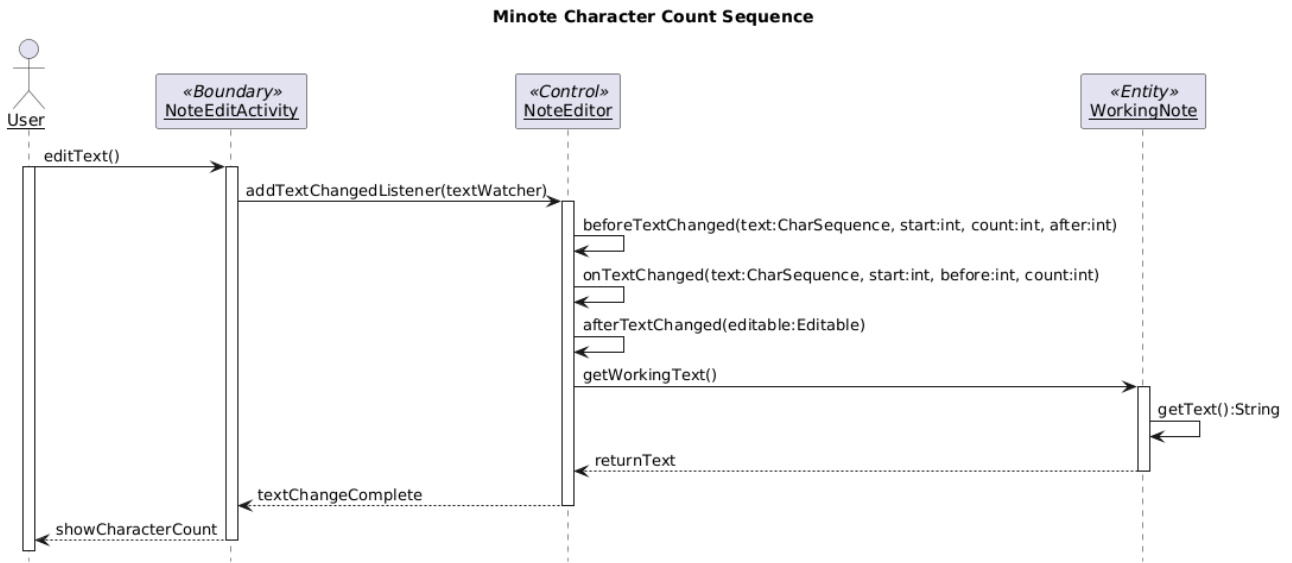 Minote Character Count Sequence
User
«Boundary»
NoteEditActivity
«Control»
NoteEditor
«Entity»
WorkingNote
editText()
addTextChangedListener(textWatcher)
beforeTextChanged(text:CharSequence, start:int, count:int, after:int)
onTextChanged(text:CharSequence, start:int, before:int, count:int)
afterTextChanged(editable:Editable)
getWorkingText()
getText():String
returnText
textChangeComplete
showCharacterCount